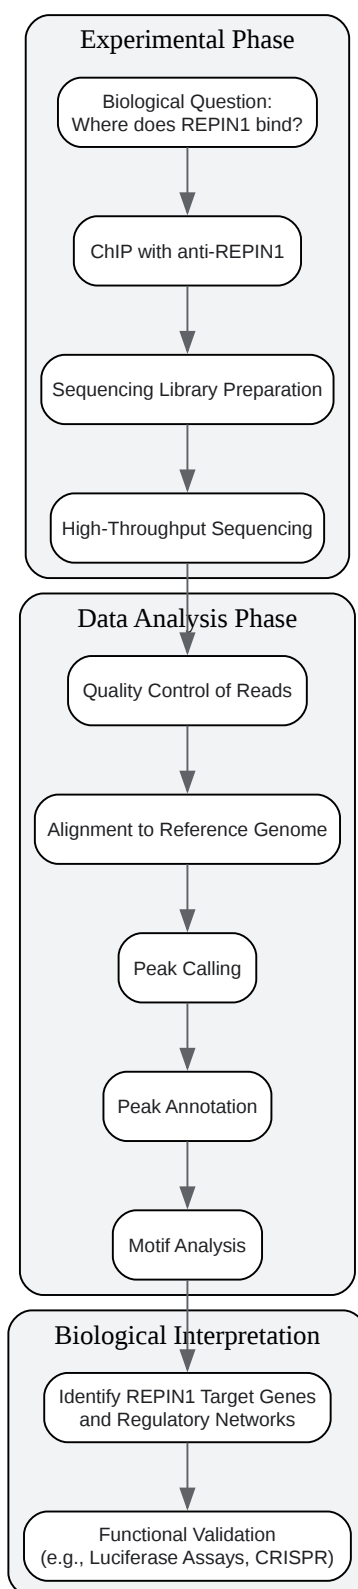 Experimental Phase
Biological Question:
Where does REPIN1 bind?
ChIP with anti-REPIN1
Sequencing Library Preparation
High-Throughput Sequencing
Data Analysis Phase
Quality Control of Reads
Alignment to Reference Genome
Peak Calling
Peak Annotation
Motif Analysis
Biological Interpretation
Identify REPIN1 Target Genes
and Regulatory Networks
Functional Validation
(e.g., Luciferase Assays, CRISPR)